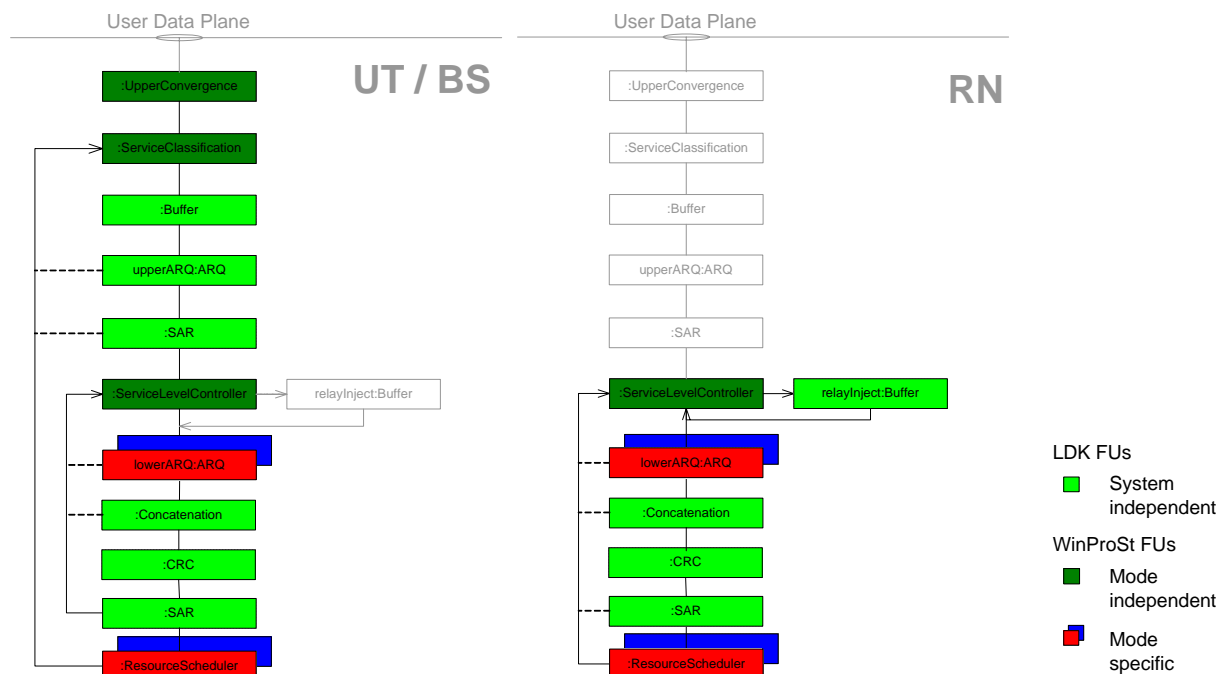 User Data Plane
UT / BS
:UpperConvergence
:ServiceClassification
:Buffer
upperARQ:ARQ
:SAR
:ServiceLevelController
relayInject:Buffer
lowerARQ:ARQ
:Concatenation
:CRC
:SAR
:ResourceScheduler
User Data Plane
RN
:UpperConvergence
:ServiceClassification
:Buffer
upperARQ:ARQ
:SAR
:ServiceLevelController
relayInject:Buffer
lowerARQ:ARQ
:Concatenation
:CRC
:SAR
:ResourceScheduler
LDK FUs
System
independent
WinProSt FUs
Mode
independent
Mode
specific